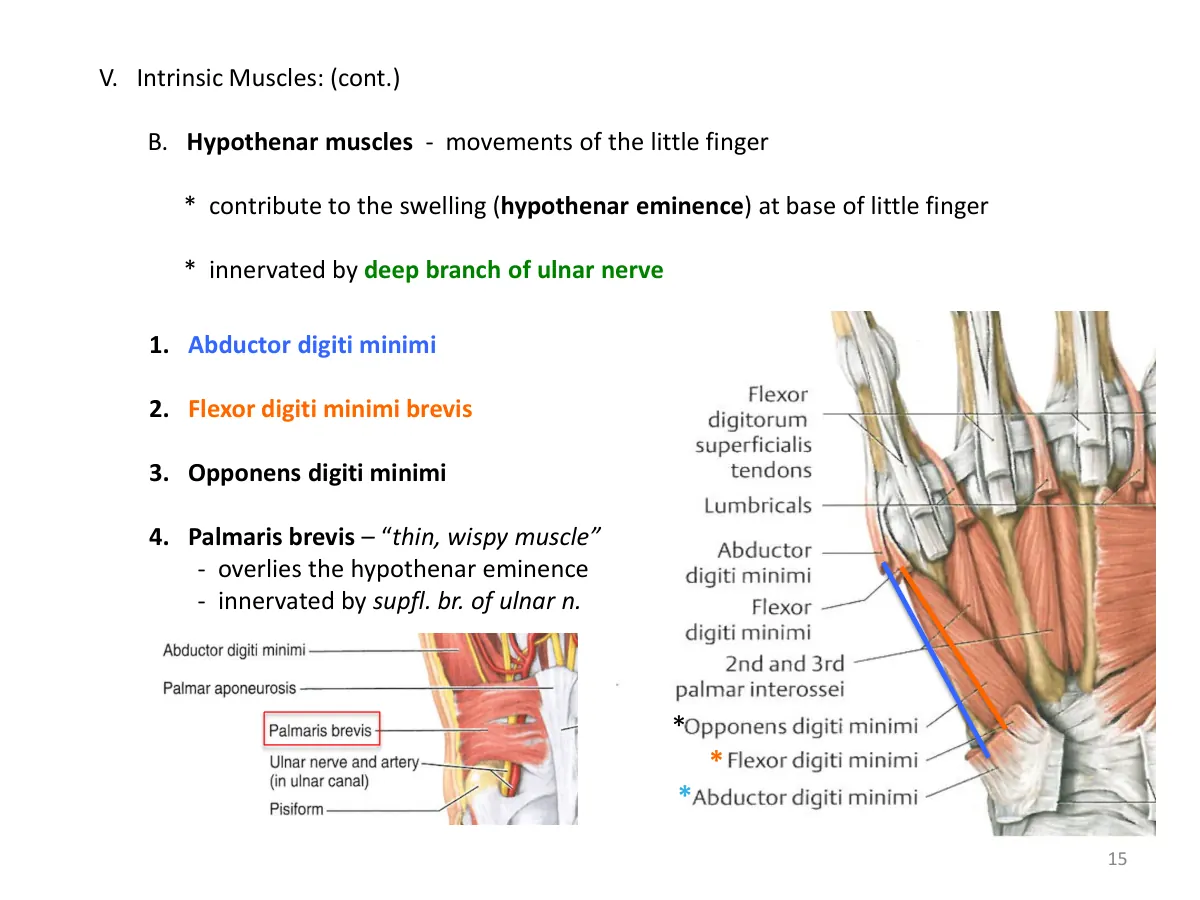 V. Intrinsic Muscles: (cont.)
B. Hypothenar muscles - movements of the little finger
* contribute to the swelling (hypothenar eminence) at base of little finger
* innervated by deep branch of ulnar nerve
1. Abductor digiti minimi
2. Flexor digiti minimi brevis
3. Opponens digiti minimi
4. Palmaris brevis – “thin, wispy muscle”
- overlies the hypothenar eminence
- innervated by supfl. br. of ulnar n.
Abductor digiti minimi
Palmar aponeurosis
Palmaris brevis
Ulnar nerve and artery
(in ulnar canal)
Pisiform
Flexor
digitorum
superficialis
tendons
Lumbricals
Abductor
digiti minimi
Flexor
digiti minimi
2nd and 3rd
palmar interossei
*Opponens digiti minimi
* Flexor digiti minimi
*Abductor digiti minimi
15